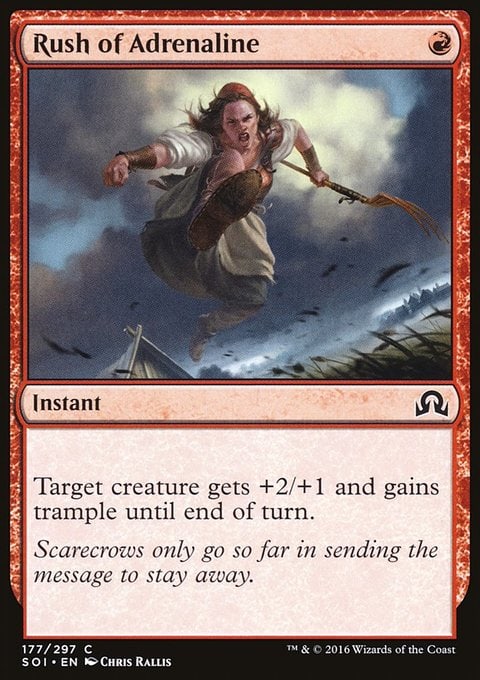 Rush of Adrenaline
Instant
Target creature gets +2/+1 and gains
trample until end of turn.
Scarecrows only go so far in sending the
message to stay away.
177/297 C
SOI • EN Chris Rallis
™ & © 2016 Wizards of the Coast